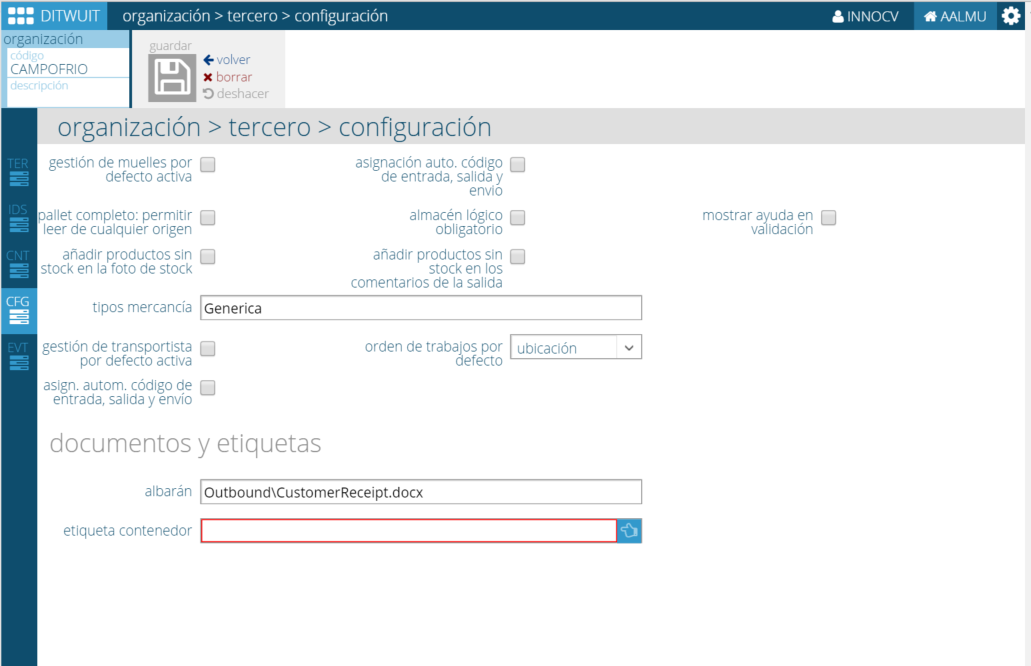 DITWUIT organización > tercero > configuración INNOCV AALMU
organización
código
CAMPOFRIO
descripción
guardar
volver
borrar
deshacer
organización > tercero > configuración
TER
IDS
CNT
CFG
EVT
gestión de muelles por
defecto activa
asignación auto. código
de entrada, salida y
envio
pallet completo: permitir
leer de cualquier origen
almacén lógico
obligatorio
mostrar ayuda en
validación
añadir productos sin
stock en la foto de stock
añadir productos sin
stock en los
comentarios de la salida
tipos mercancía Generica
gestión de transportista
por defecto activa
orden de trabajos por
defecto
ubicación
asign. autom. código de
entrada, salida y envío
documentos y etiquetas
albarán Outbound\CustomerReceipt.docx
etiqueta contenedor